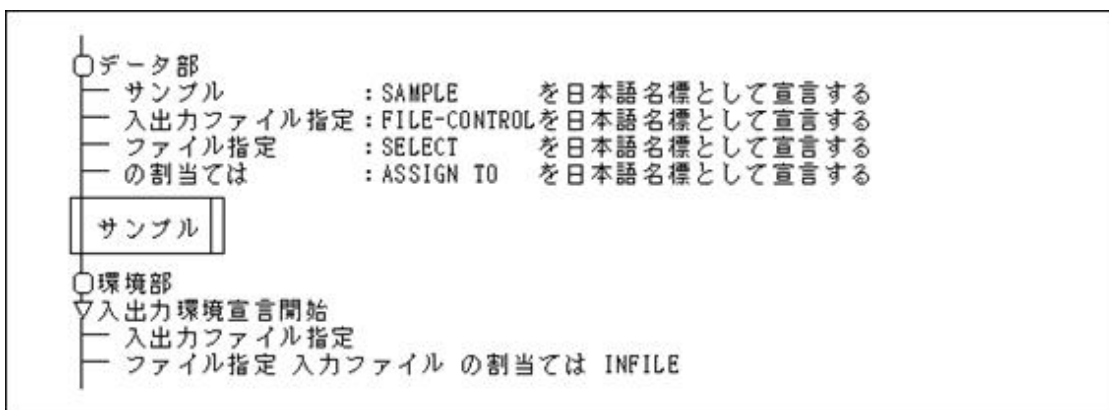 データ部
サンプル :SAMPLE を日本語名標として宣言する
入出力ファイル指定:FILE-CONTROLを日本語名標として宣言する
ファイル指定 :SELECT を日本語名標として宣言する
の割当ては :ASSIGN TO を日本語名標として宣言する
サンプル
環境部
入出力環境宣言開始
入出力ファイル指定
ファイル指定 入力ファイル の割当ては INFILE